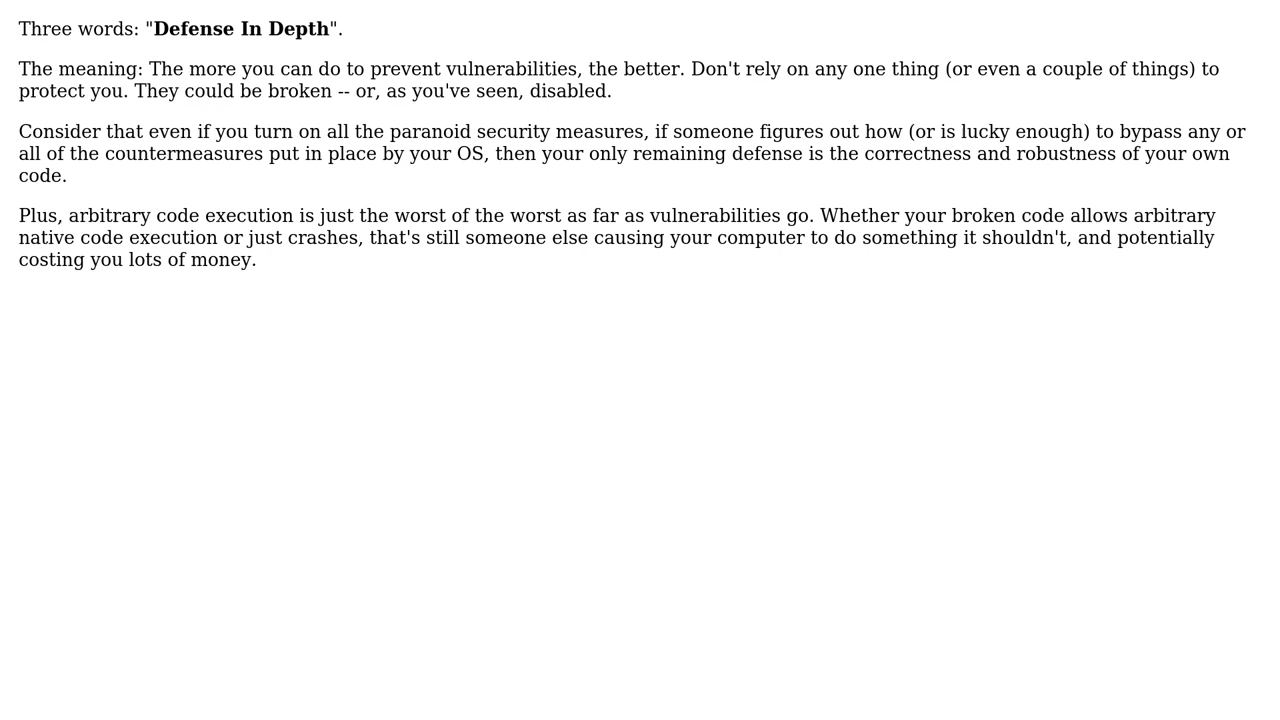 Three words: "Defense In Depth".
The meaning: The more you can do to prevent vulnerabilities, the better. Don't rely on any one thing (or even a couple of things) to
protect you. They could be broken -- or, as you've seen, disabled.
Consider that even if you turn on all the paranoid security measures, if someone figures out how (or is lucky enough) to bypass any or
all of the countermeasures put in place by your OS, then your only remaining defense is the correctness and robustness of your own
code.
Plus, arbitrary code execution is just the worst of the worst as far as vulnerabilities go. Whether your broken code allows arbitrary
native code execution or just crashes, that's still someone else causing your computer to do something it shouldn't, and potentially
costing you lots of money.